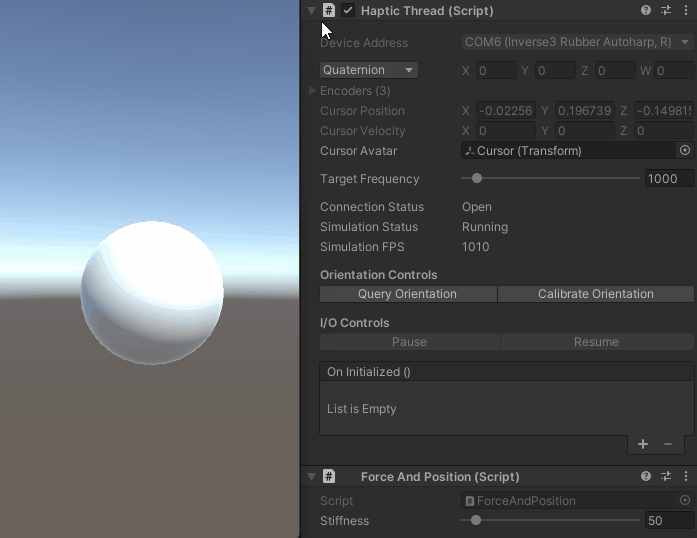 # Haptic Thread (Script)
Device Address COM6 (Inverse3 Rubber Autoharp, R)
Quaternion X 0 Y 0 Z 0 W 0
Encoders (3)
Cursor Position X -0.02256 Y 0.196739 Z -0.149815
Cursor Velocity X 0 Y 0 Z 0
Cursor Avatar Cursor (Transform)
Target Frequency 1000
Connection Status Open
Simulation Status Running
Simulation FPS 1010
Orientation Controls
Query Orientation Calibrate Orientation
I/O Controls
Pause Resume
On Initialized ()
List is Empty
+ −
# Force And Position (Script)
Script # ForceAndPosition
Stiffness 50